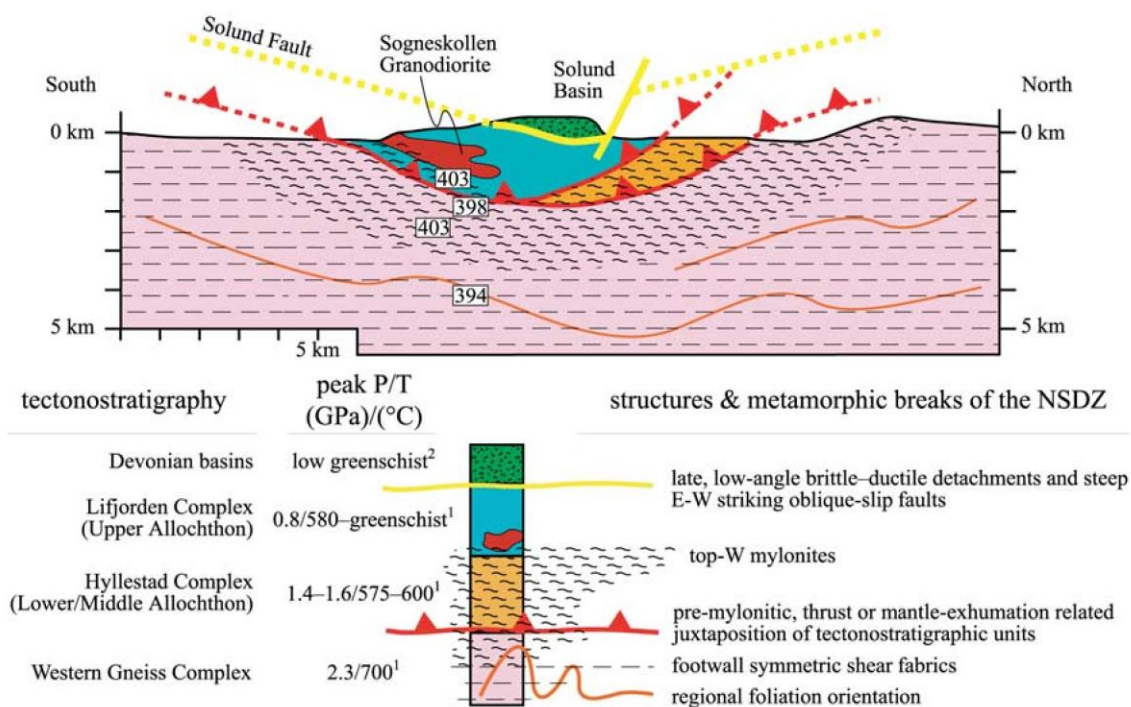 Solund Fault
Sogneskollen
Granodiorite
Solund
Basin
South
North
0 km
0 km
403
398
403
394
5 km
5 km
5 km
tectonostratigraphy
peak P/T
(GPa)/(°C)
structures & metamorphic breaks of the NSDZ
Devonian basins
low greenschist²
late, low-angle brittle–ductile detachments and steep
E-W striking oblique-slip faults
Lifjorden Complex
(Upper Allochthon)
0.8/580–greenschist¹
top-W mylonites
Hyllestad Complex
(Lower/Middle Allochthon)
1.4–1.6/575–600¹
pre-mylonitic, thrust or mantle-exhumation related
juxtaposition of tectonostratigraphic units
Western Gneiss Complex
2.3/700¹
footwall symmetric shear fabrics
regional foliation orientation